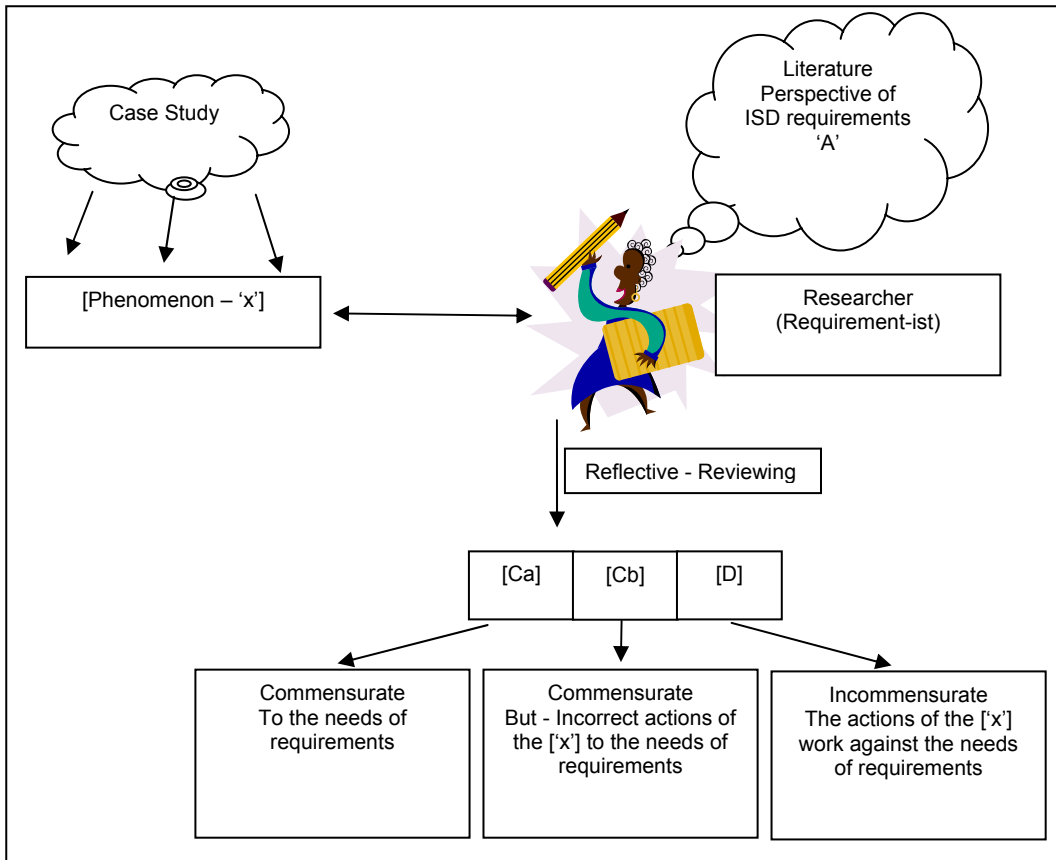 Case Study
Literature
Perspective of
ISD requirements
‘A’
[Phenomenon – ‘x’]
Researcher
(Requirement-ist)
Reflective - Reviewing
[Ca]
[Cb]
[D]
Commensurate
To the needs of
requirements
Commensurate
But - Incorrect actions of
the [‘x’] to the needs of
requirements
Incommensurate
The actions of the [‘x’]
work against the needs
of requirements